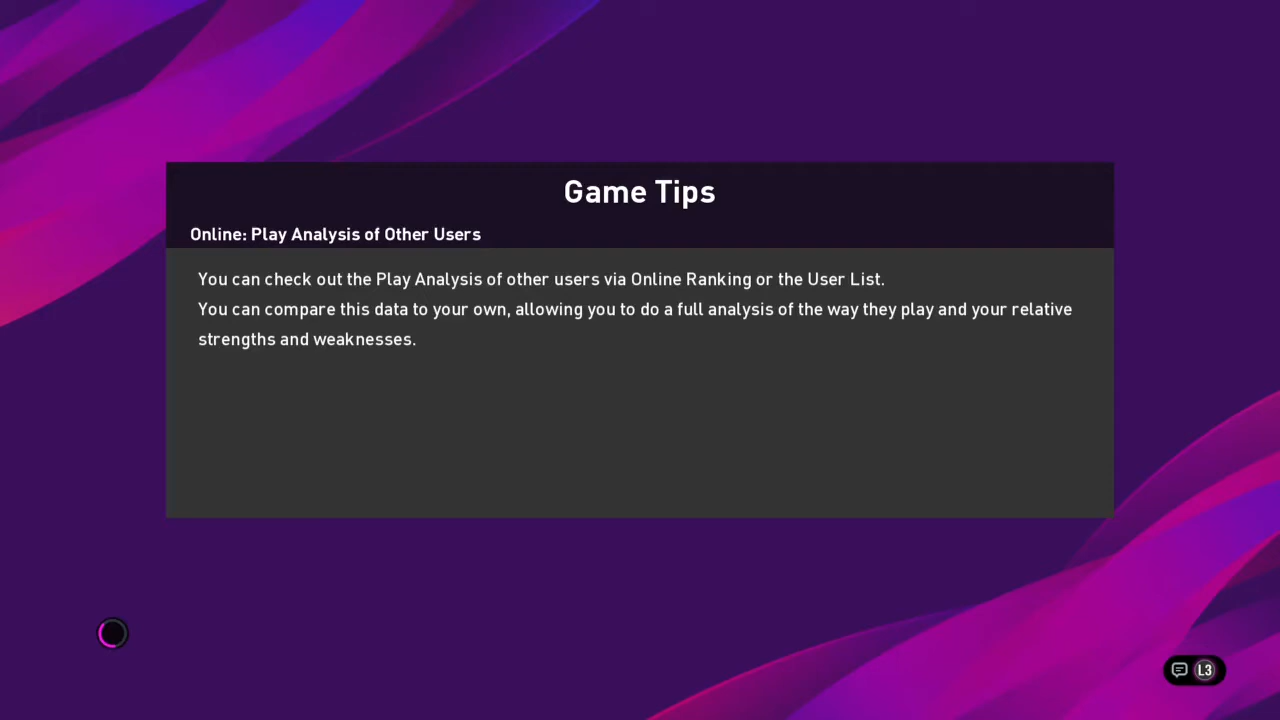 Game Tips
Online: Play Analysis of Other Users
You can check out the Play Analysis of other users via Online Ranking or the User List.
You can compare this data to your own, allowing you to do a full analysis of the way they play and your relative
strengths and weaknesses.
L3